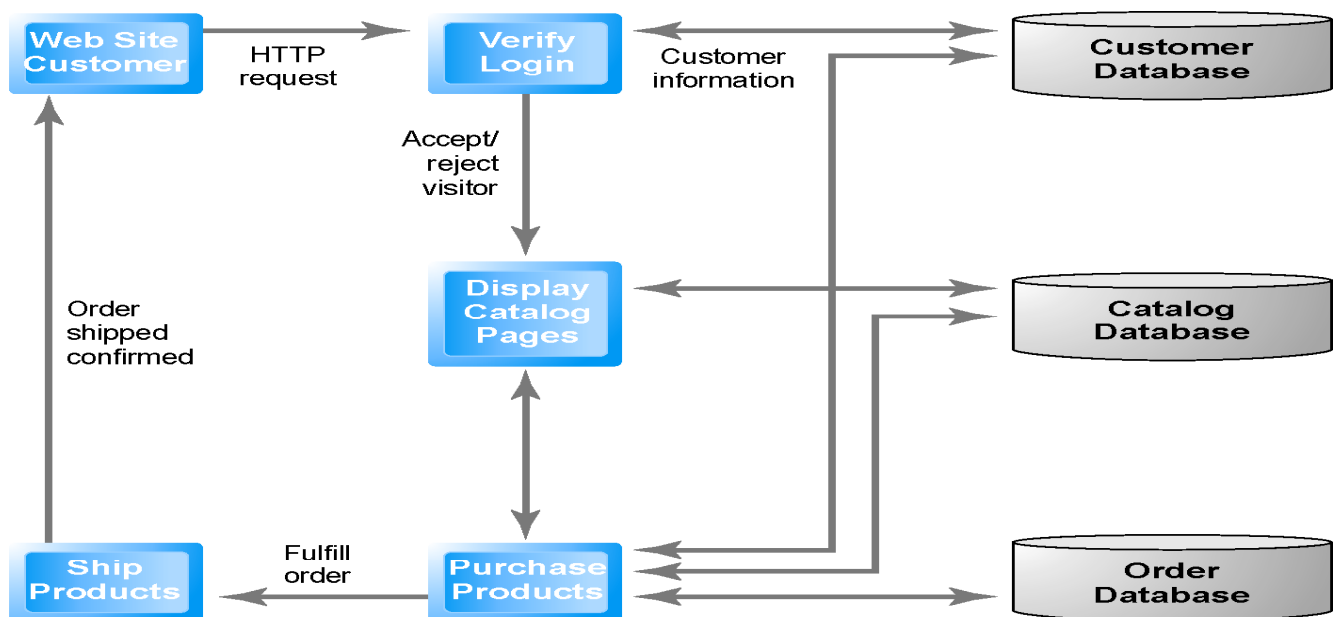 Web Site
Customer
HTTP
request
Verify
Login
Customer
information
Customer
Database
Accept/
reject
visitor
Display
Catalog
Pages
Catalog
Database
Order
shipped
confirmed
Ship
Products
Fulfill
order
Purchase
Products
Order
Database